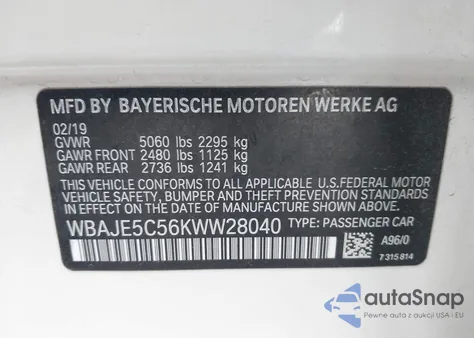 MFD BY BAYERISCHE MOTOREN WERKE AG
02/19
GVWR 5060 lbs 2295 kg
GAWR FRONT 2480 lbs 1125 kg
GAWR REAR 2736 lbs 1241 kg
THIS VEHICLE CONFORMS TO ALL APPLICABLE U.S. FEDERAL MOTOR
VEHICLE SAFETY, BUMPER AND THEFT PREVENTION STANDARDS
IN EFFECT ON THE DATE OF MANUFACTURE SHOWN ABOVE.
WBAJE5C56KWW28040 TYPE: PASSENGER CAR
A96/0
7315814
autoSnap
Pewne auta z USA i EU